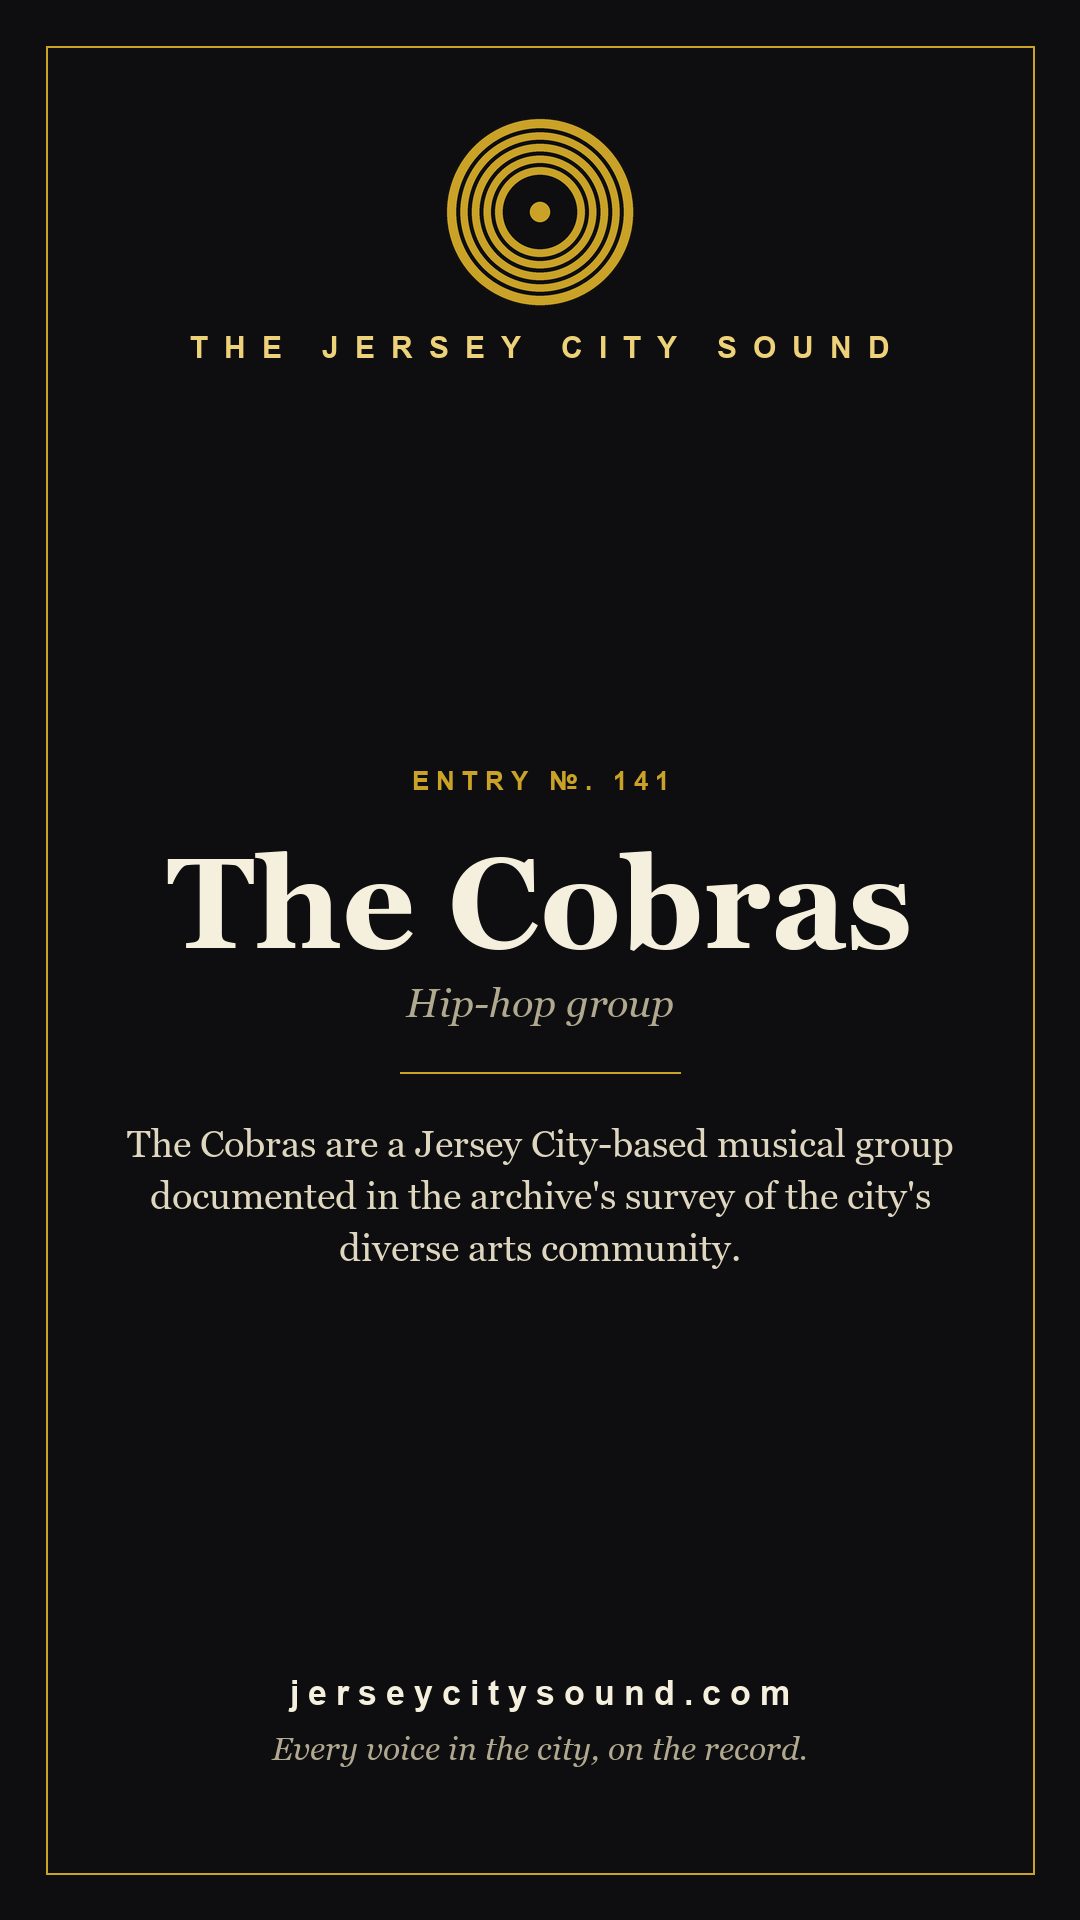 THE JERSEY CITY SOUND
ENTRY №. 141
The Cobras
Hip-hop group
The Cobras are a Jersey City-based musical group
documented in the archive's survey of the city's
diverse arts community.
jerseycitysound.com
Every voice in the city, on the record.